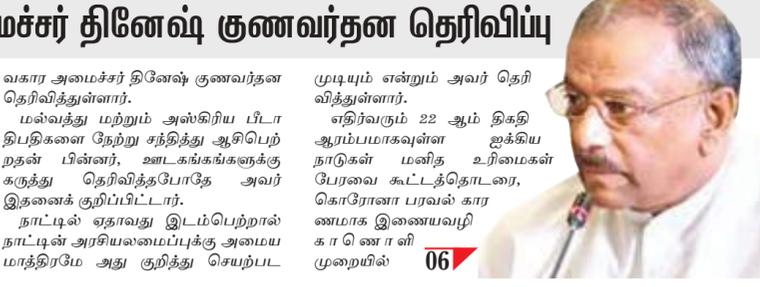 மச்சர் தினேஷ் குணவர்தன தெரிவிப்பு
வகார அமைச்சர் தினேஷ் குணவர்தன
தெரிவித்துள்ளார்.
மல்வத்து மற்றும் அஸ்கிரிய பீடா
திபதிகளை நேற்று சந்தித்து ஆசிபெற்
றதன் பின்னர், ஊடகங்கங்களுக்கு
கருத்து தெரிவித்தபோதே அவர்
இதனைக் குறிப்பிட்டார்.
நாட்டில் ஏதாவது இடம்பெற்றால்
நாட்டின் அரசியலமைப்புக்கு அமைய
மாத்திரமே அது குறித்து செயற்பட
முடியும் என்றும் அவர் தெரி
வித்துள்ளார்.
எதிர்வரும் 22 ஆம் திகதி
ஆரம்பமாகவுள்ள ஐக்கிய
நாடுகள் மனித உரிமைகள்
பேரவை கூட்டத்தொடரை,
கொரோனா பரவல் கார
ணமாக இணையவழி
காணொளி
முறையில் 06